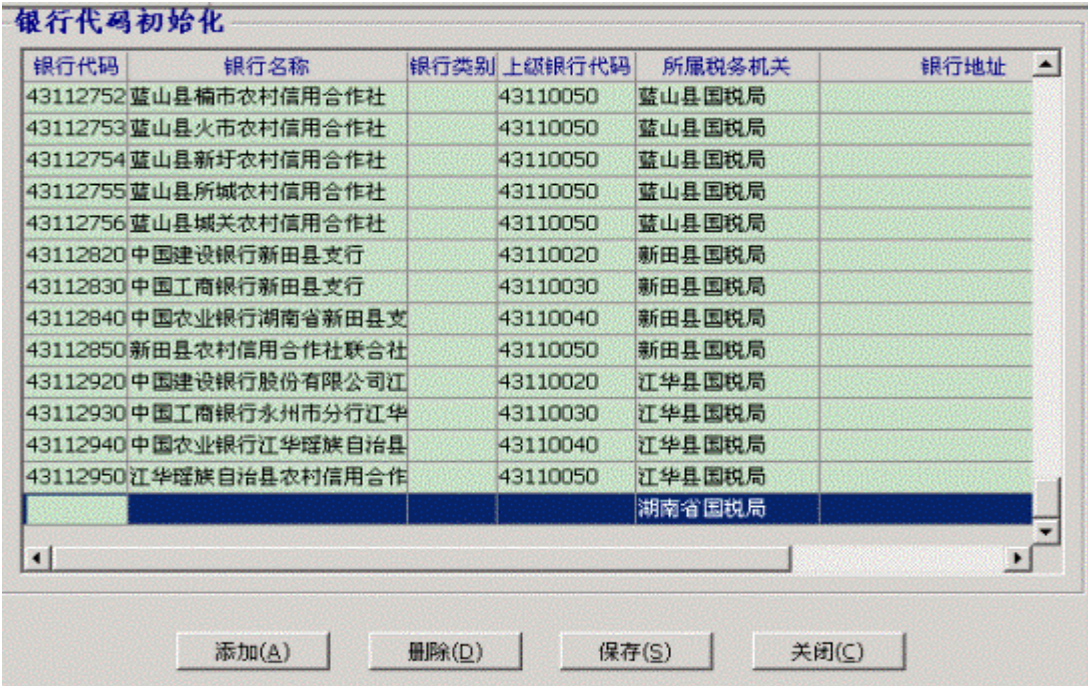 银行代码初始化
银行代码 银行名称 银行类别 上级银行代码 所属税务机关 银行地址
43112752 蓝山县楠市农村信用合作社 43110050 蓝山县国税局
43112753 蓝山县火市农村信用合作社 43110050 蓝山县国税局
43112754 蓝山县新圩农村信用合作社 43110050 蓝山县国税局
43112755 蓝山县所城农村信用合作社 43110050 蓝山县国税局
43112756 蓝山县城关农村信用合作社 43110050 蓝山县国税局
43112820 中国建设银行新田县支行 43110020 新田县国税局
43112830 中国工商银行新田县支行 43110030 新田县国税局
43112840 中国农业银行湖南省新田县支 43110040 新田县国税局
43112850 新田县农村信用合作社联合社 43110050 新田县国税局
43112920 中国建设银行股份有限公司江 43110020 江华县国税局
43112930 中国工商银行永州市分行江华 43110030 江华县国税局
43112940 中国农业银行江华瑶族自治县 43110040 江华县国税局
43112950 江华瑶族自治县农村信用合作 43110050 江华县国税局
湖南省国税局
添加(A) 删除(D) 保存(S) 关闭(C)